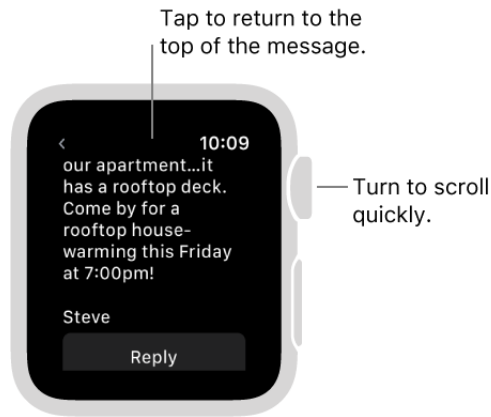 Tap to return to the
top of the message.
< 10:09
our apartment...it
has a rooftop deck.
Come by for a
rooftop house-
warming this Friday
at 7:00pm!
Steve
Reply
Turn to scroll
quickly.